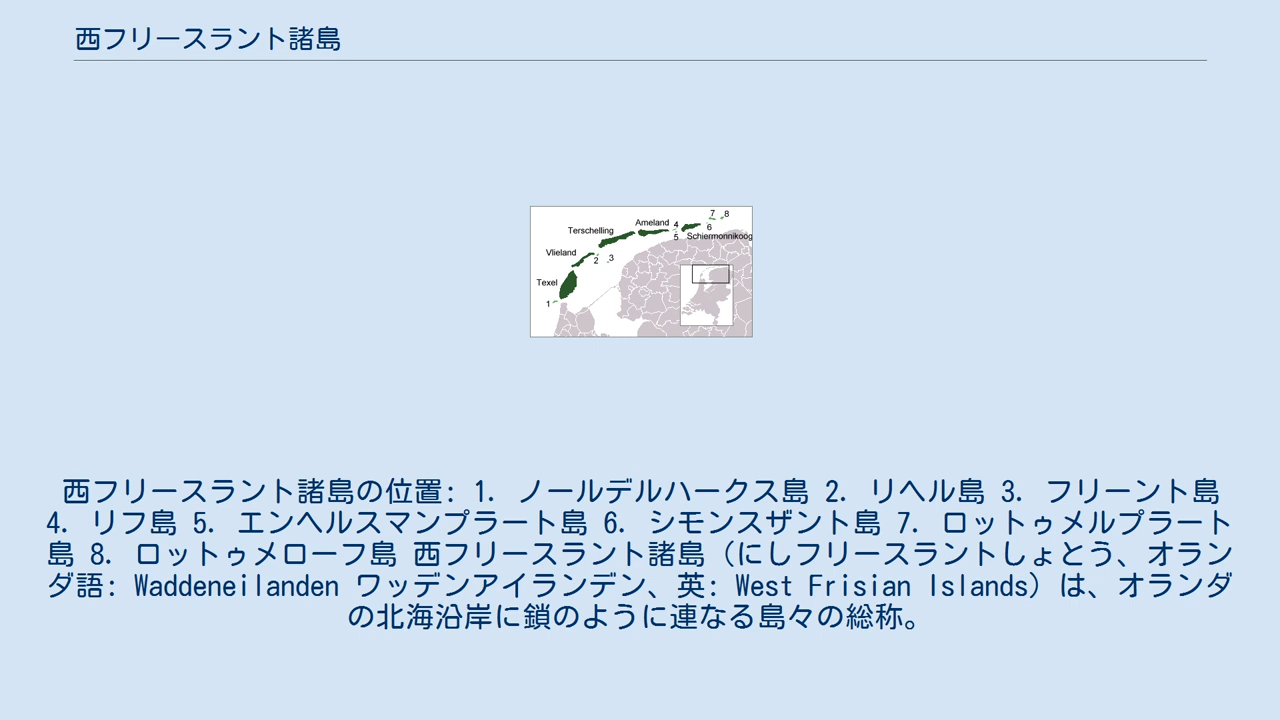 西フリースラント諸島
7 8
Ameland 4
6
Terschelling
5 Schiermonnikoog
Vlieland
2 3
Texel
1
西フリースラント諸島の位置: 1. ノールデルハークス島 2. リヘル島 3. フリーント島
4. リフ島 5. エンヘルスマンプラート島 6. シモンスザント島 7. ロットゥメルプラート
島 8. ロットゥメローフ島 西フリースラント諸島（にしフリースラントしょとう、オラン
ダ語: Waddeneilanden ワッデンアイランデン、英: West Frisian Islands）は、オランダ
の北海沿岸に鎖のように連なる島々の総称。